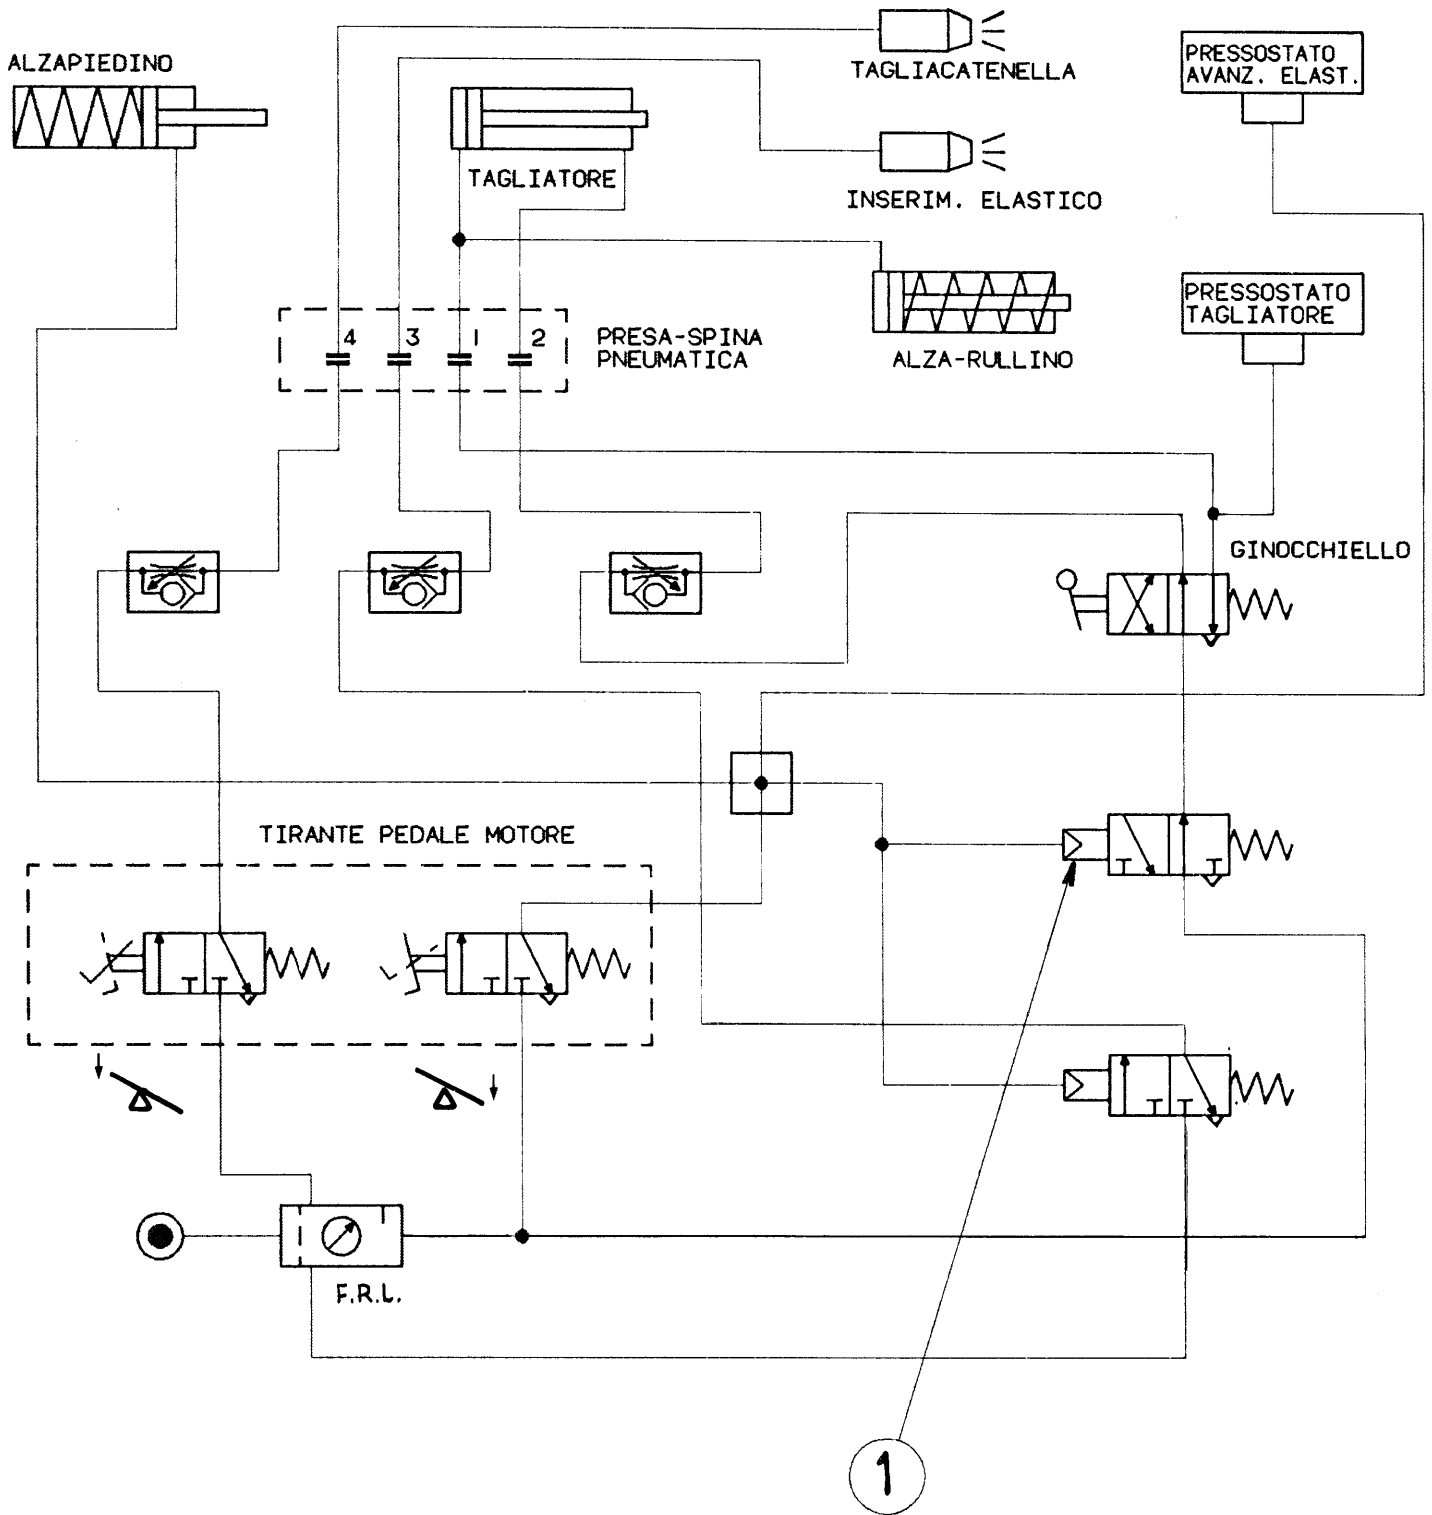 ALZAPIEDINO
TAGLIACATENELLA
PRESSOSTATO
AVANZ. ELAST.
TAGLIATORE
INSERIM. ELASTICO
PRESSOSTATO
TAGLIATORE
4 3 1 2
PRESA-SPINA
PNEUMATICA
ALZA-RULLINO
GINOCCHIELLO
TIRANTE PEDALE MOTORE
F.R.L.
1